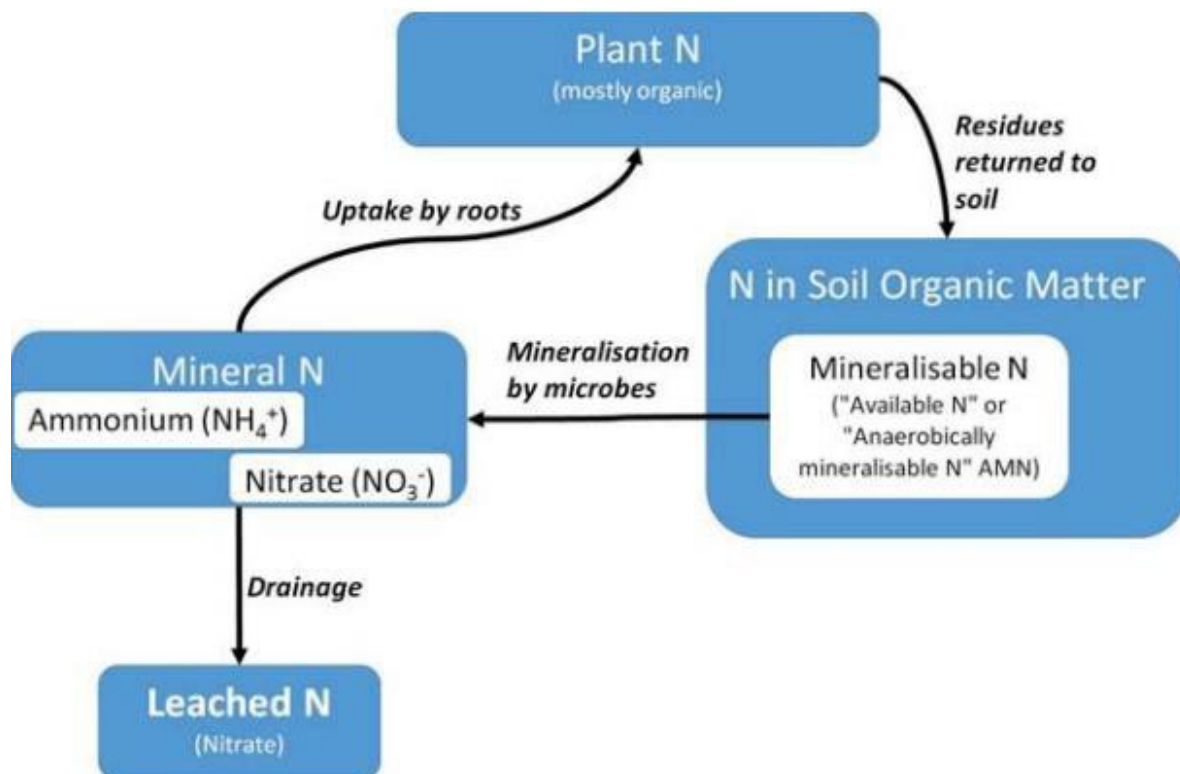 Plant N
(mostly organic)
Residues
returned to
soil
Uptake by roots
N in Soil Organic Matter
Mineralisable N
("Available N" or
"Anaerobically
mineralisable N" AMN)
Mineralisation
by microbes
Mineral N
Ammonium (NH₄⁺)
Nitrate (NO₃⁻)
Drainage
Leached N
(Nitrate)